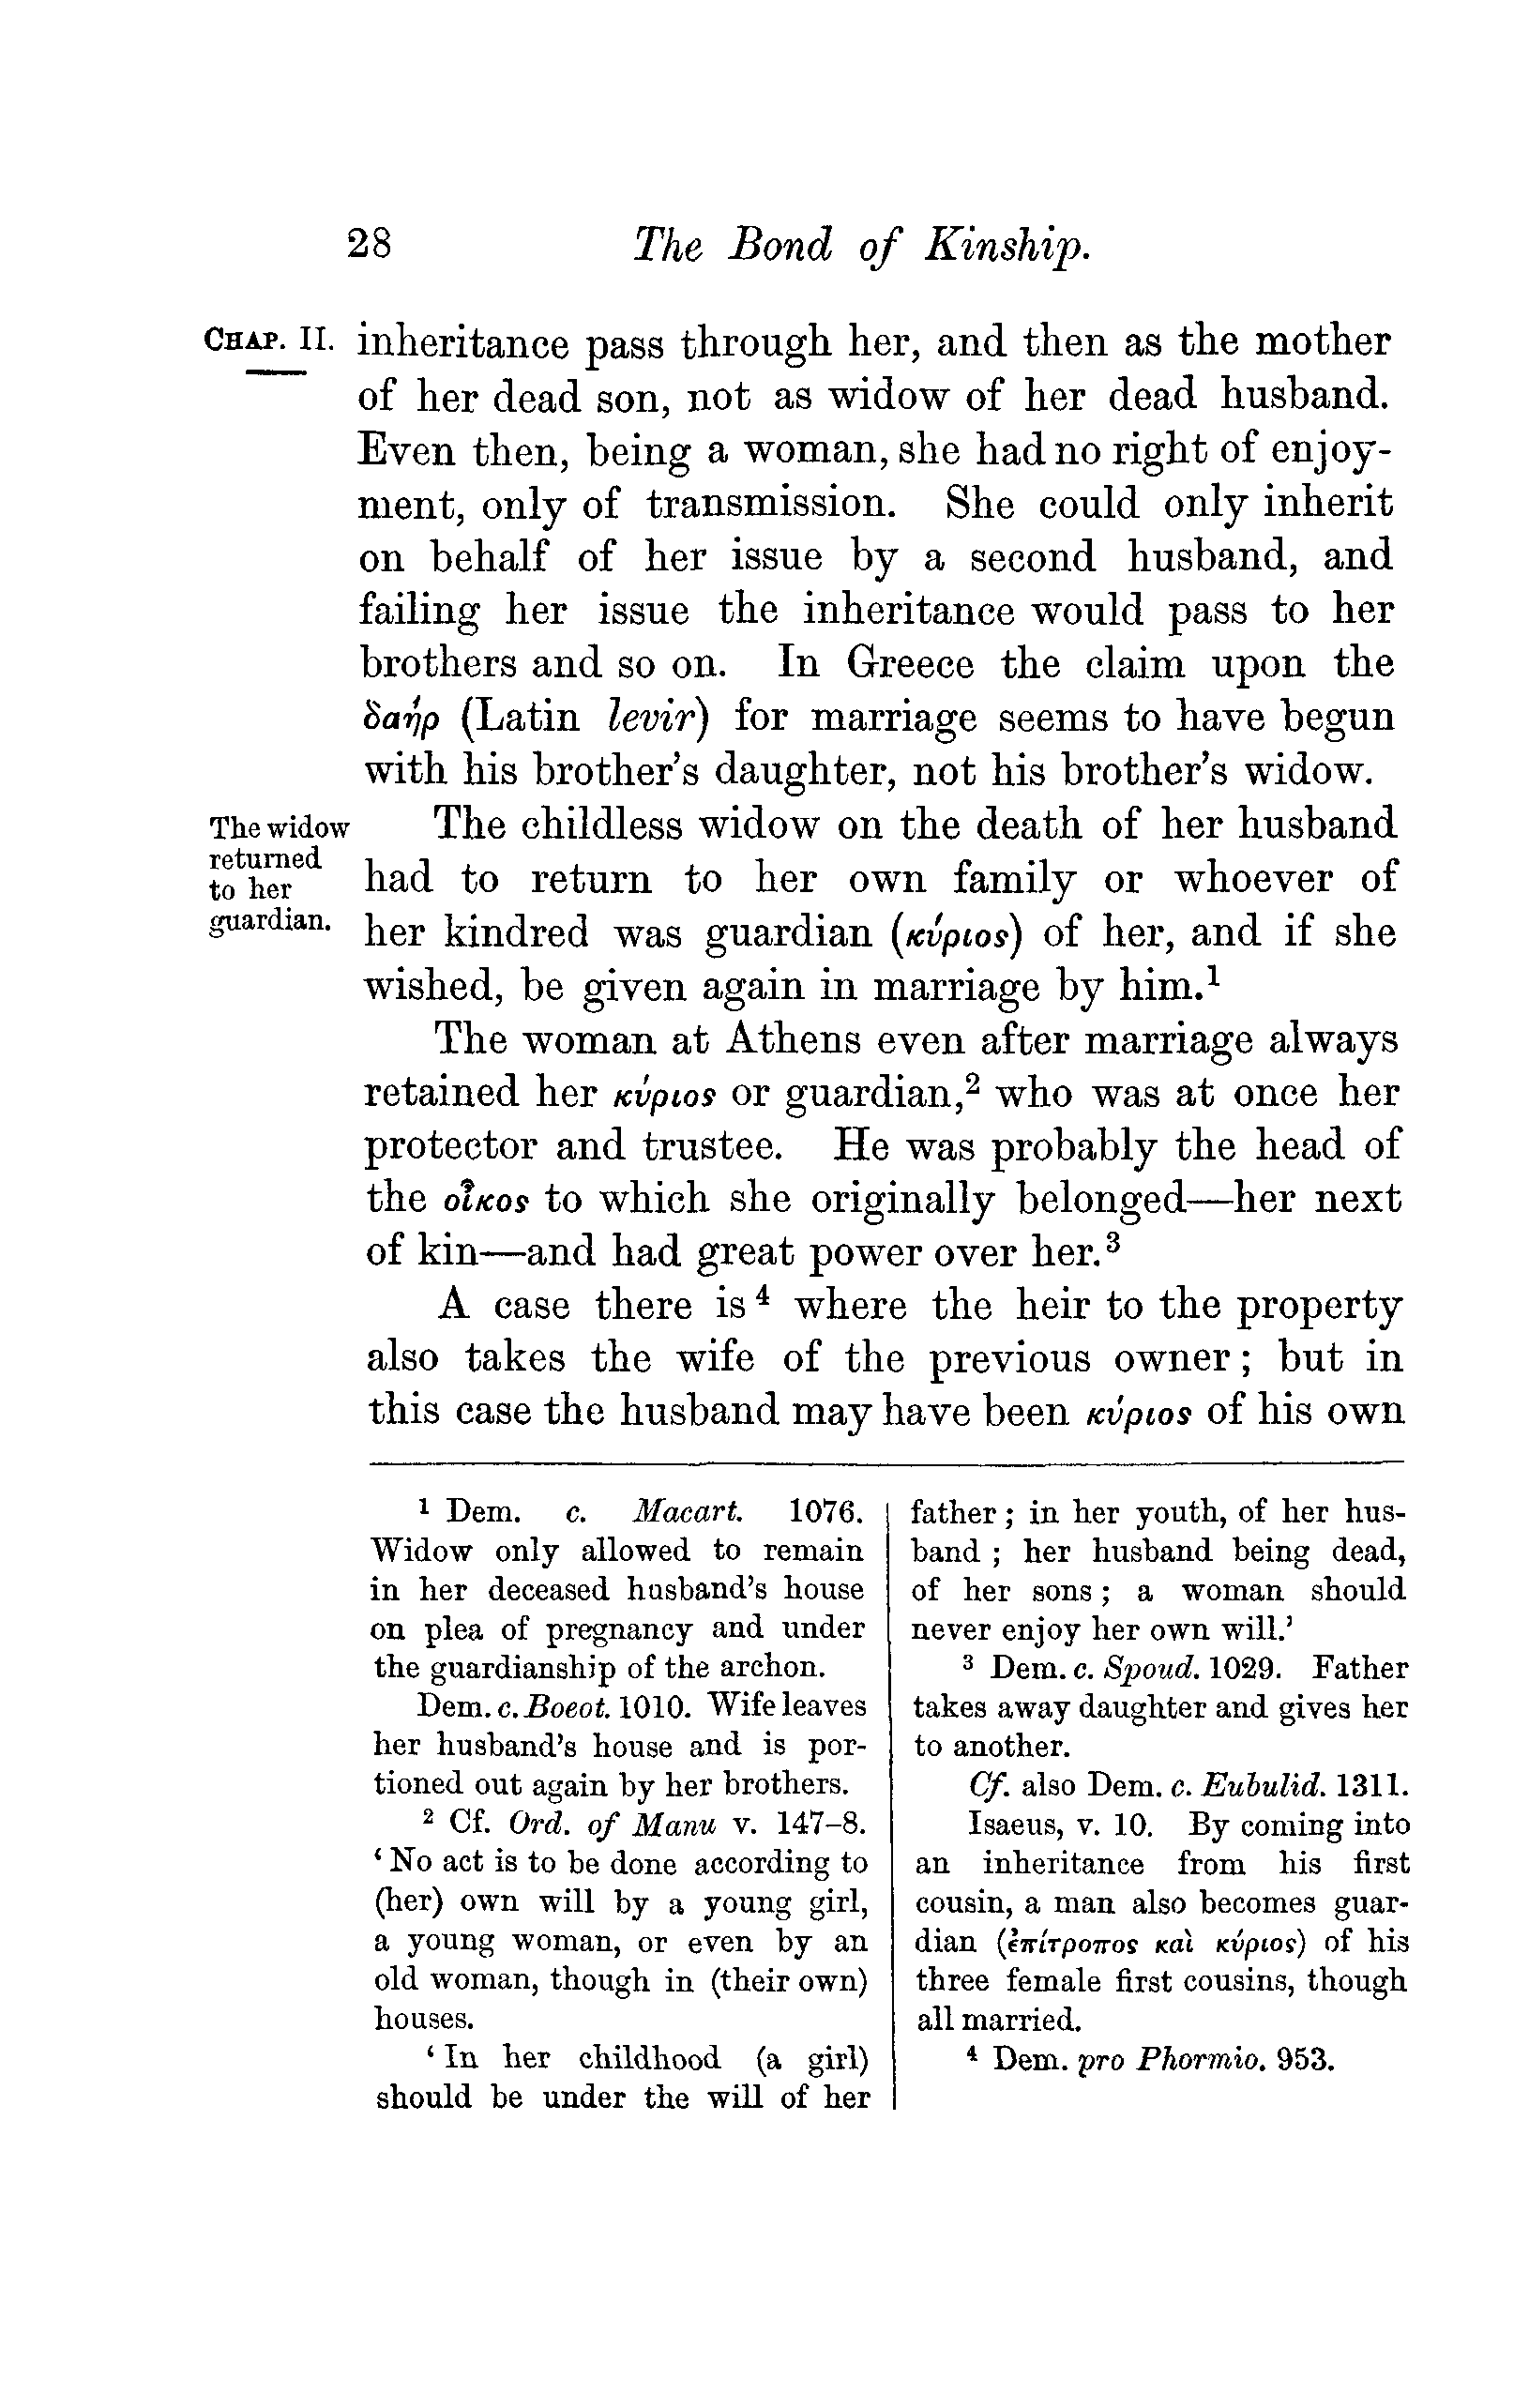 28 The Bond of Kinship.
CHAP. II. inheritance pass through her, and then as the mother
of her dead son, not as widow of her dead husband.
Even then, being a woman, she had no right of enjoy-
ment, only of transmission. She could only inherit
on behalf of her issue by a second husband, and
failing her issue the inheritance would pass to her
brothers and so on. In Greece the claim upon the
δαήρ (Latin levir) for marriage seems to have begun
with his brother's daughter, not his brother's widow.
The widow
returned
to her
guardian.
The childless widow on the death of her husband
had to return to her own family or whoever of
her kindred was guardian (κύριος) of her, and if she
wished, be given again in marriage by him.¹
The woman at Athens even after marriage always
retained her κύριος or guardian,² who was at once her
protector and trustee. He was probably the head of
the οἶκος to which she originally belonged—her next
of kin—and had great power over her.³
A case there is⁴ where the heir to the property
also takes the wife of the previous owner; but in
this case the husband may have been κύριος of his own
¹ Dem. c. Macart. 1076.
Widow only allowed to remain
in her deceased husband's house
on plea of pregnancy and under
the guardianship of the archon.
Dem. c. Boeot. 1010. Wife leaves
her husband's house and is por-
tioned out again by her brothers.
² Cf. Ord. of Manu v. 147–8.
‘No act is to be done according to
(her) own will by a young girl,
a young woman, or even by an
old woman, though in (their own)
houses.
‘In her childhood (a girl)
should be under the will of her
father; in her youth, of her hus-
band; her husband being dead,
of her sons; a woman should
never enjoy her own will.’
³ Dem. c. Spoud. 1029. Father
takes away daughter and gives her
to another.
Cf. also Dem. c. Eubulid. 1311.
Isaeus, v. 10. By coming into
an inheritance from his first
cousin, a man also becomes guar-
dian (ἐπίτροπος καὶ κύριος) of his
three female first cousins, though
all married.
⁴ Dem. pro Phormio. 953.